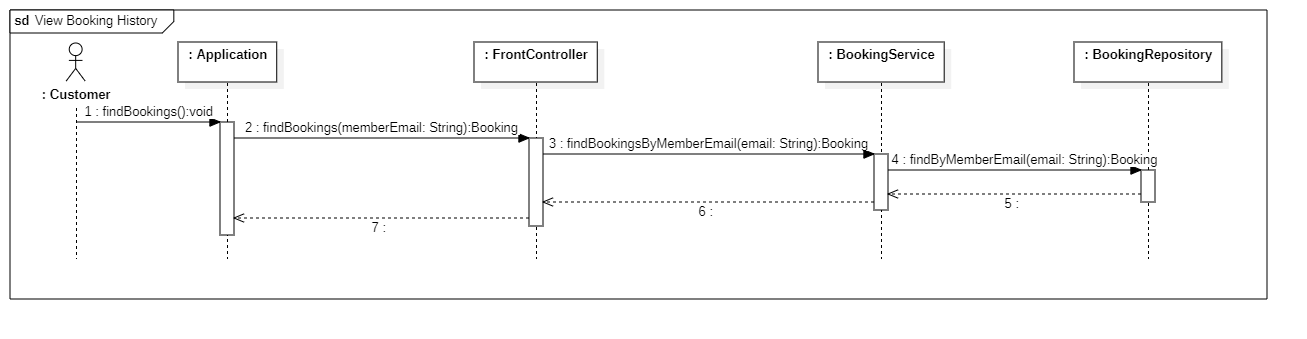 sd View Booking History
: Customer
: Application
: FrontController
: BookingService
: BookingRepository
1 : findBookings():void
2 : findBookings(memberEmail: String):Booking
3 : findBookingsByMemberEmail(email: String):Booking
4 : findByMemberEmail(email: String):Booking
5 :
6 :
7 :